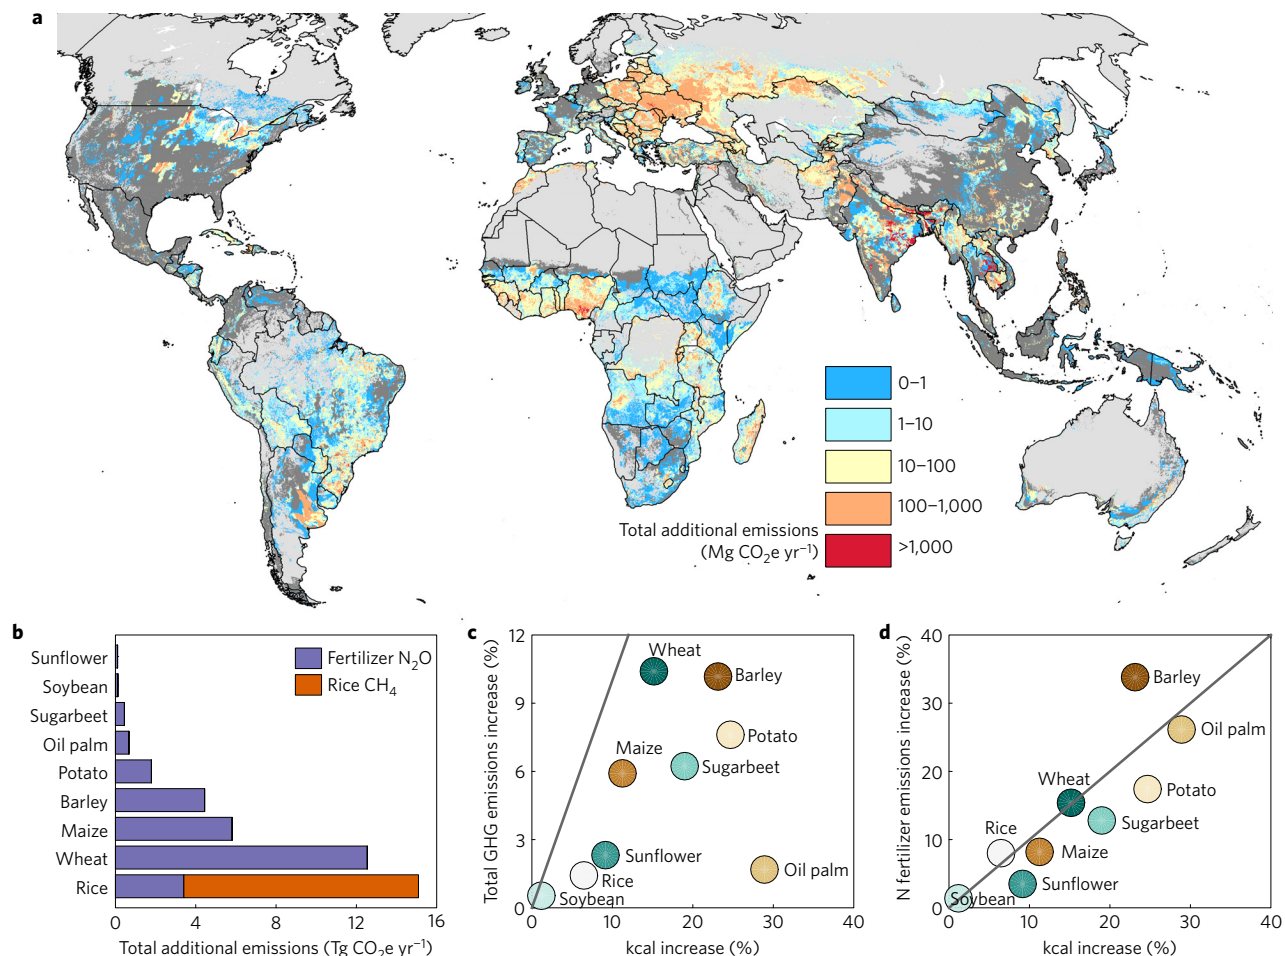 a
0–1
1–10
10–100
100–1,000
>1,000
Total additional emissions
(Mg CO₂e yr⁻¹)
b
Sunflower
Soybean
Sugarbeet
Oil palm
Potato
Barley
Maize
Wheat
Rice
Fertilizer N₂O
Rice CH₄
0
4
8
12
16
Total additional emissions (Tg CO₂e yr⁻¹)
c
Total GHG emissions increase (%)
12
9
6
3
0
Wheat
Barley
Potato
Maize
Sugarbeet
Sunflower
Rice
Oil palm
Soybean
0
10
20
30
40
kcal increase (%)
d
N fertilizer emissions increase (%)
40
30
20
10
0
Barley
Oil palm
Wheat
Potato
Sugarbeet
Rice
Maize
Sunflower
Soybean
0
10
20
30
40
kcal increase (%)